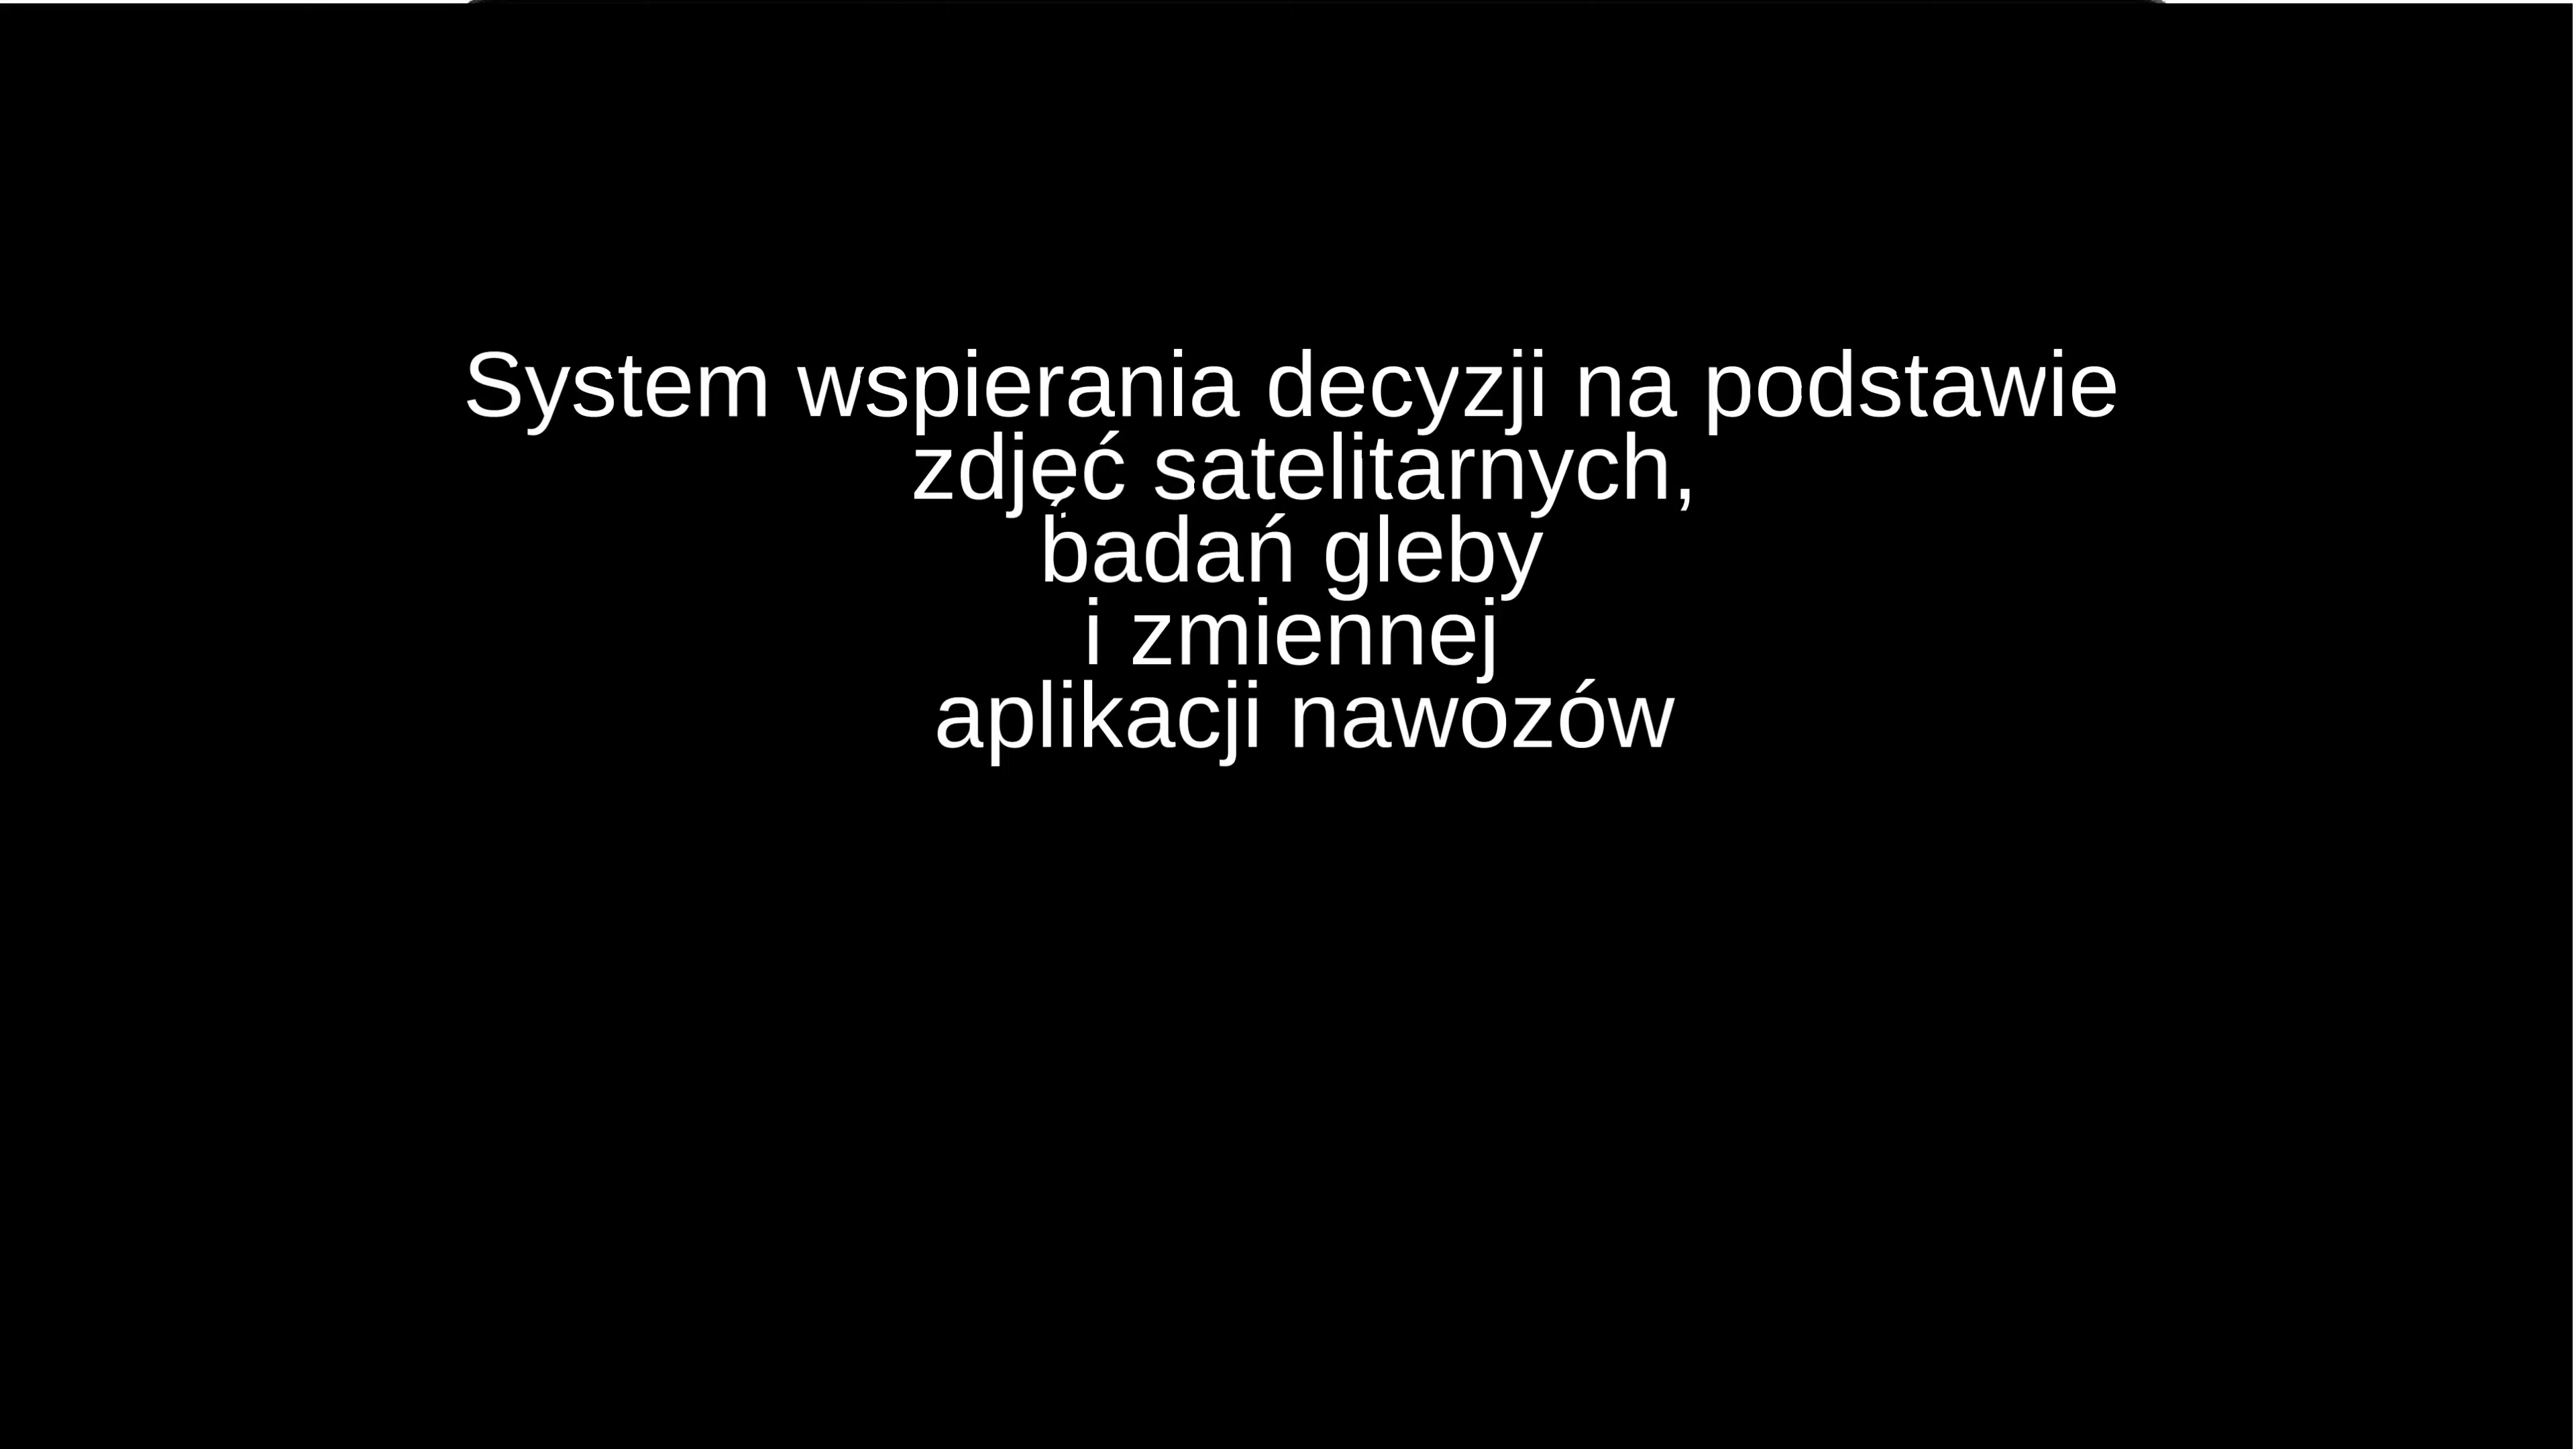 System wspierania decyzji na podstawie
zdjęć satelitarnych,
badań gleby
i zmiennej
aplikacji nawozów